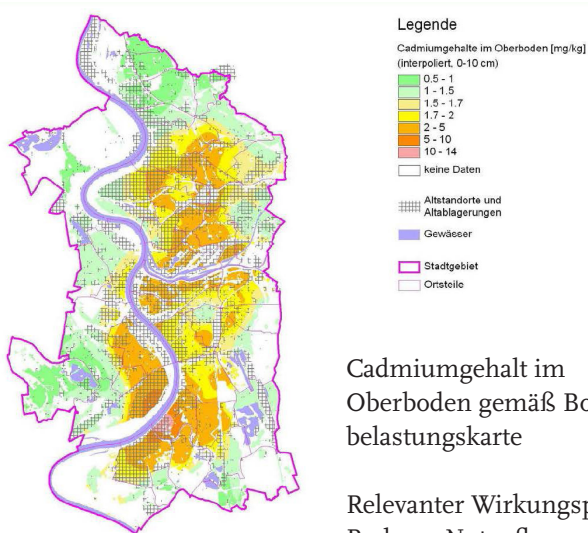 Legende
Cadmiumgehalte im Oberboden [mg/kg]
(interpoliert, 0-10 cm)
0.5 - 1
1 - 1.5
1.5 - 1.7
1.7 - 2
2 - 5
5 - 10
10 - 14
keine Daten
Altstandorte und
Altablagerungen
Gewässer
Stadtgebiet
Ortsteile
Cadmiumgehalt im
Oberboden gemäß Bo
belastungskarte
Relevanter Wirkungsp